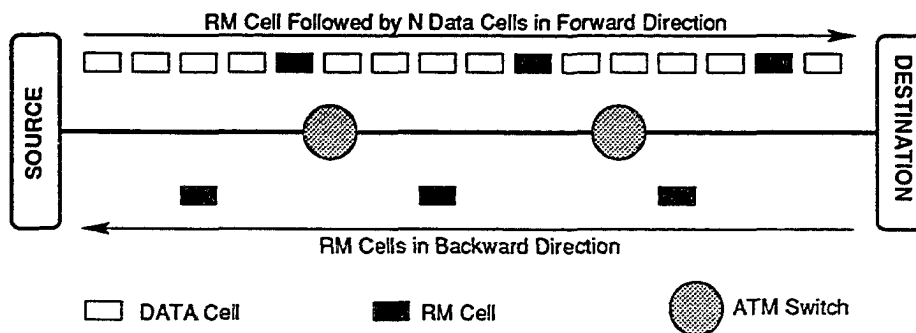 RM Cell Followed by N Data Cells in Forward Direction
SOURCE
DESTINATION
RM Cells in Backward Direction
DATA Cell
RM Cell
ATM Switch